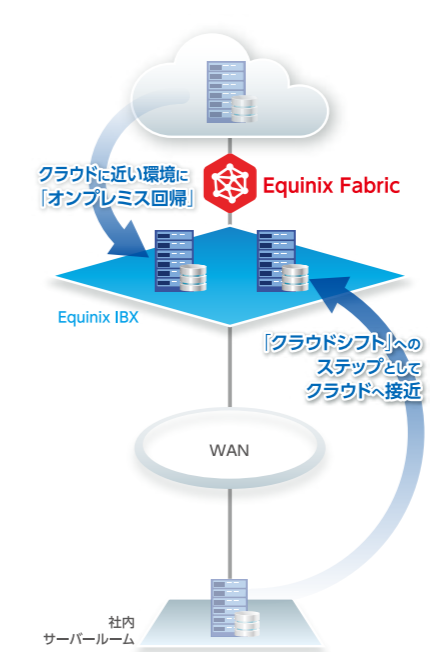 クラウドに近い環境に
「オンプレミス回帰」
Equinix Fabric
Equinix IBX
「クラウドシフト」への
ステップとして
クラウドへ接近
WAN
社内
サーバールーム